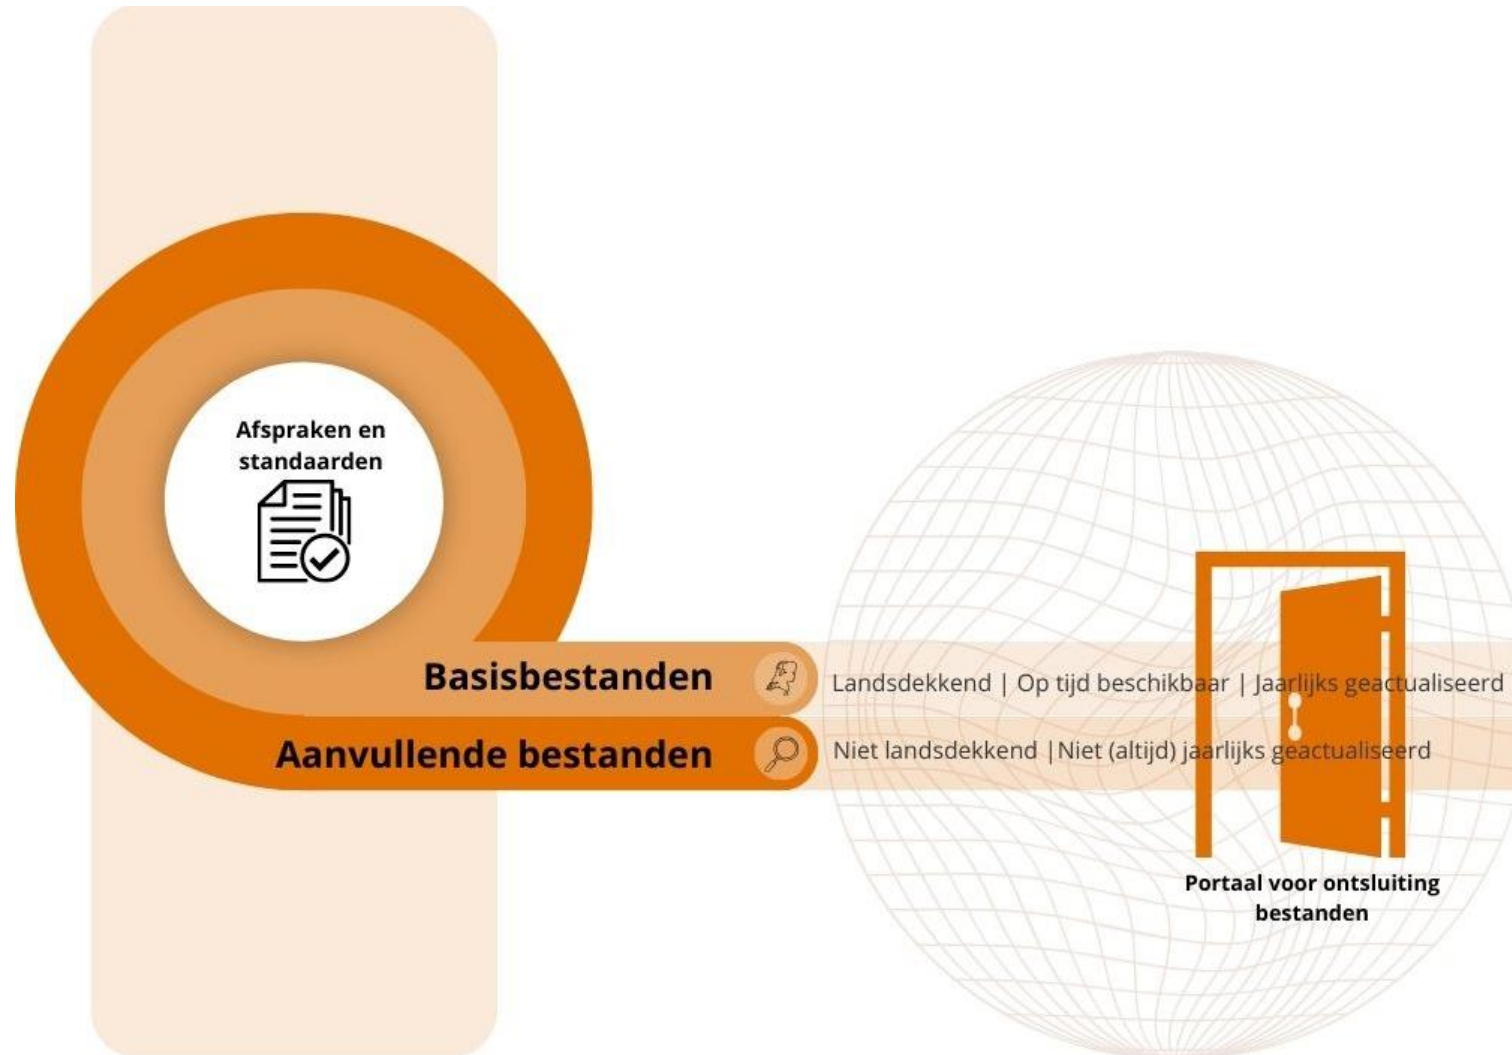 Afspraken en
standaarden
Basisbestanden
Landsdekkend | Op tijd beschikbaar | Jaarlijks geactualiseerd
Aanvullende bestanden
Niet landsdekkend |Niet (altijd) jaarlijks geactualiseerd
Portaal voor ontsluiting
bestanden